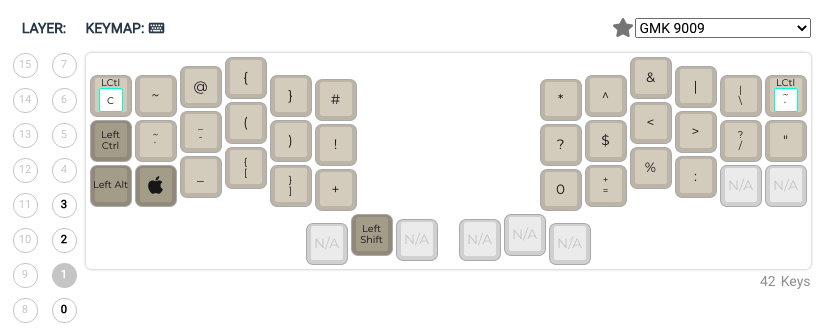 LAYER: KEYMAP: GMK 9009
15 7
14 6
13 5
12 4
11 3
10 2
9 1
8 0
LCtl C ~ @ { } #
Left Ctrl ~ ` _ - ( ) !
Left Alt _ { [ } ] +
N/A Left Shift N/A
* ^ & | | \ LCtl ~ `
? $ < > ? / "
0 + = % : N/A N/A
N/A N/A N/A
42 Keys